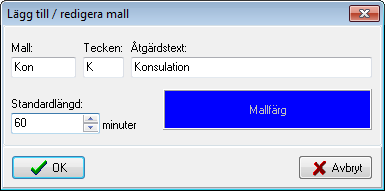 Lägg till / redigera mall
Mall: Tecken: Åtgärdstext:
Kon K Konsulation
Standardlängd:
60 minuter
Mallfärg
OK Avbryt